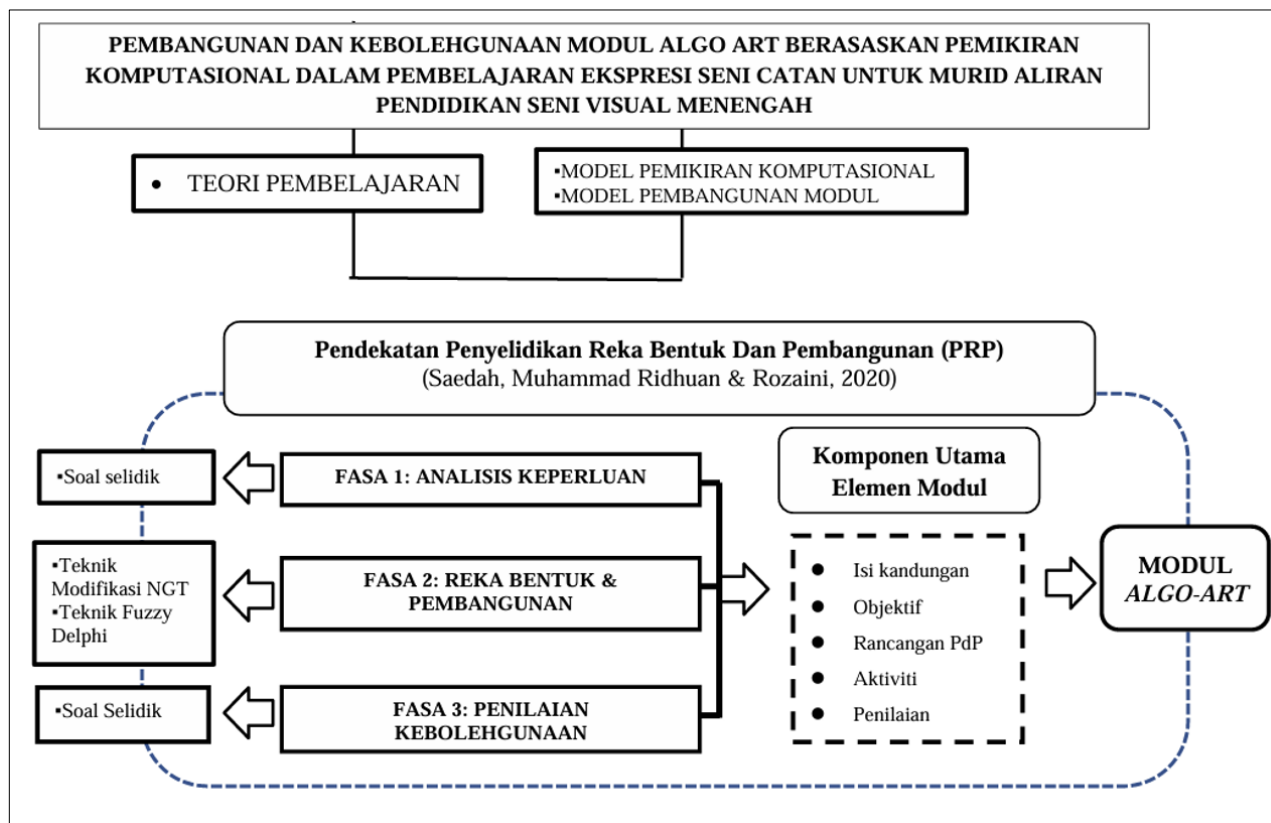 PEMBANGUNAN DAN KEBOLEHGUNAAN MODUL ALGO ART BERASASKAN PEMIKIRAN
KOMPUTASIONAL DALAM PEMBELAJARAN EKSPRESI SENI CATAN UNTUK MURID ALIRAN
PENDIDIKAN SENI VISUAL MENENGAH
• TEORI PEMBELAJARAN
▪MODEL PEMIKIRAN KOMPUTASIONAL
▪MODEL PEMBANGUNAN MODUL
Pendekatan Penyelidikan Reka Bentuk Dan Pembangunan (PRP)
(Saedah, Muhammad Ridhuan & Rozaini, 2020)
▪Soal selidik
FASA 1: ANALISIS KEPERLUAN
▪Teknik
Modifikasi NGT
▪Teknik Fuzzy
Delphi
FASA 2: REKA BENTUK &
PEMBANGUNAN
▪Soal Selidik
FASA 3: PENILAIAN
KEBOLEHGUNAAN
Komponen Utama
Elemen Modul
● Isi kandungan
● Objektif
● Rancangan PdP
● Aktiviti
● Penilaian
MODUL
ALGO-ART